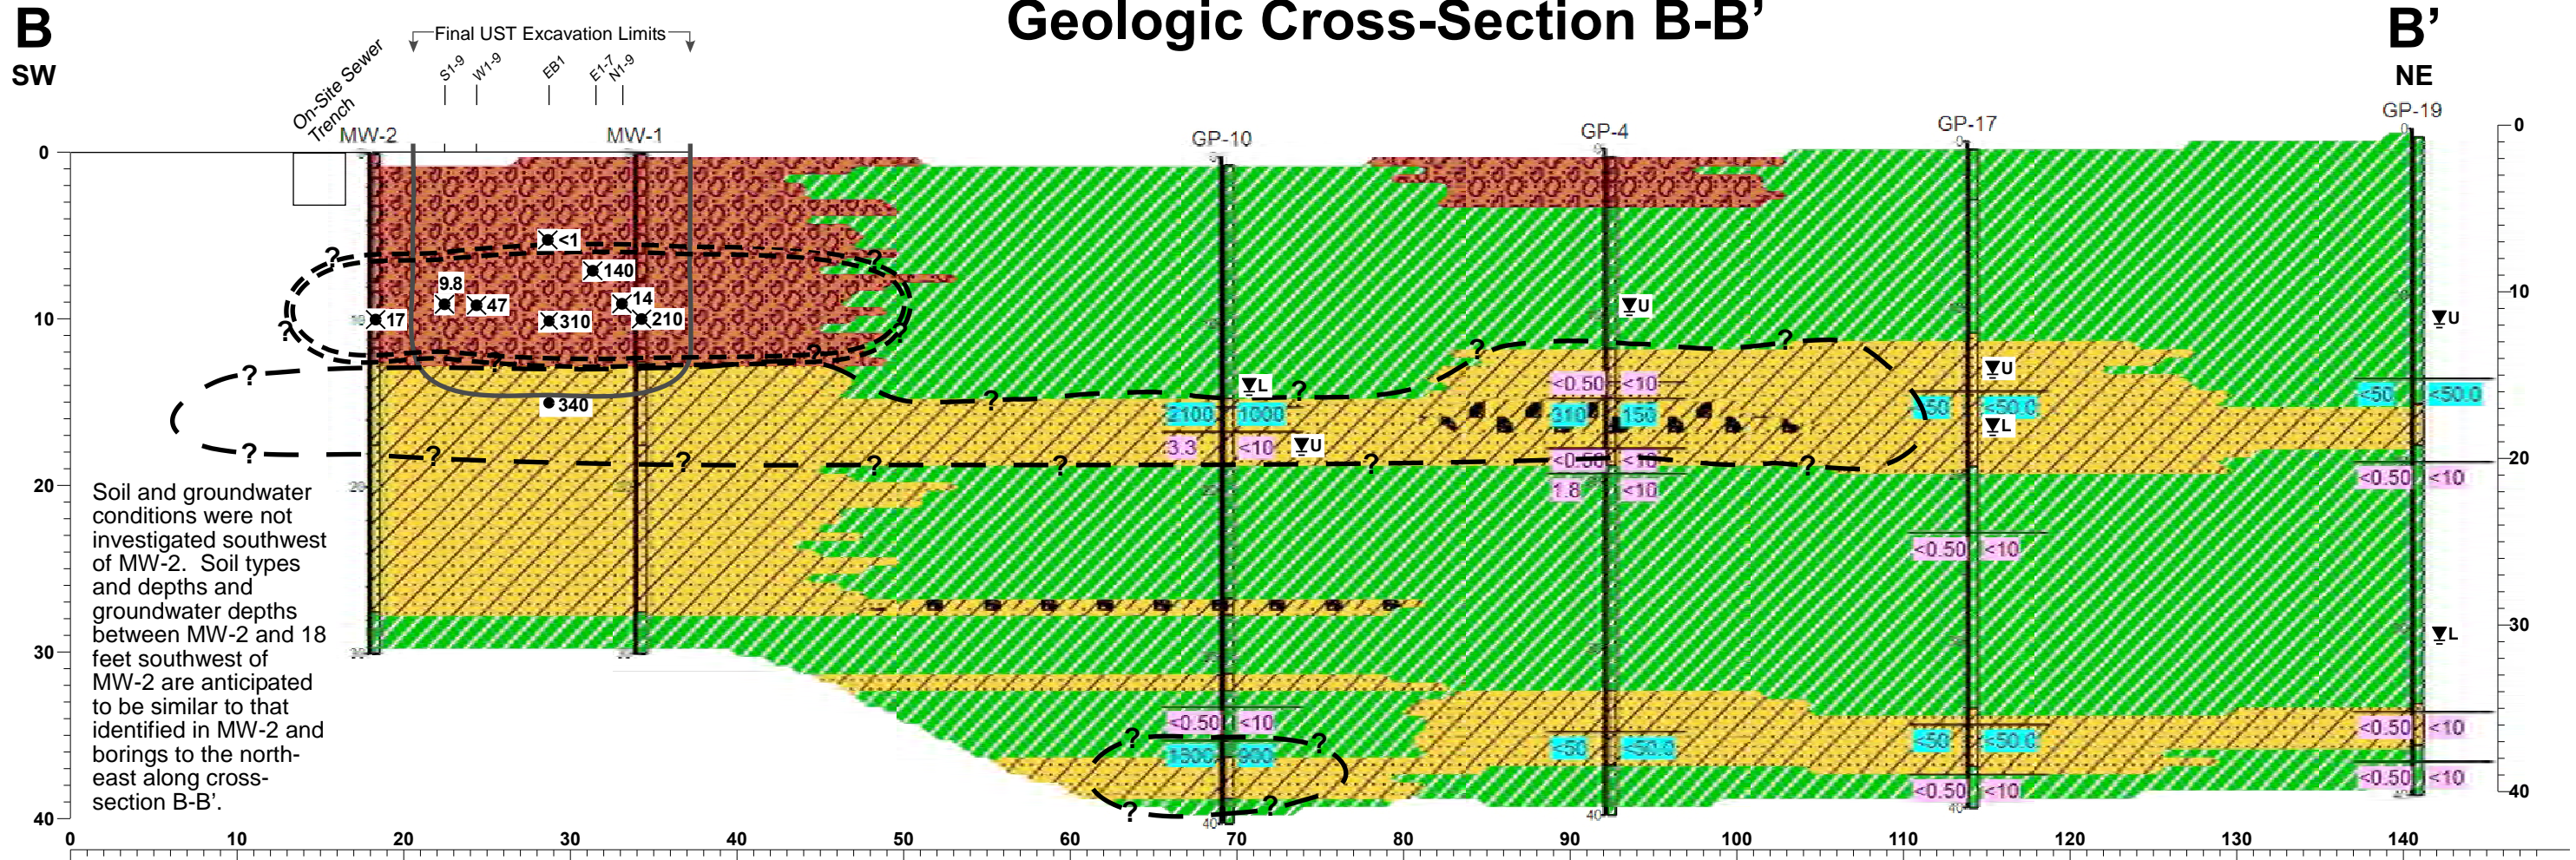 Geologic Cross-Section B-B’
B
SW
B’
NE
Final UST Excavation Limits
On-Site Sewer
Trench
S1-9
W1-9
EB1
E1-7
N1-9
MW-2
MW-1
GP-10
GP-4
GP-17
GP-19
0
10
20
30
40
0
10
20
30
40
<1
140
9.8
47
14
17
310
210
340
U
U
L
U
L
U
L
2100 1000
3.3 <10
<0.50 <10
310 150
<0.50 <10
1.8 <10
<50.0
<50 <50.0
<0.50 <10
<0.50 <10
<0.50 <10
<50 <50.0
<50 <50.0
<0.50 <10
<0.50 <10
<0.50 <10
? ? ? ? ? ? ?
? ? ? ? ? ?
? ? ? ? ? ? ?
? ? ? ?
Soil and groundwater
conditions were not
investigated southwest
of MW-2. Soil types
and depths and
groundwater depths
between MW-2 and 18
feet southwest of
MW-2 are anticipated
to be similar to that
identified in MW-2 and
borings to the north-
east along cross-
section B-B’.
0 10 20 30 40 50 60 70 80 90 100 110 120 130 140